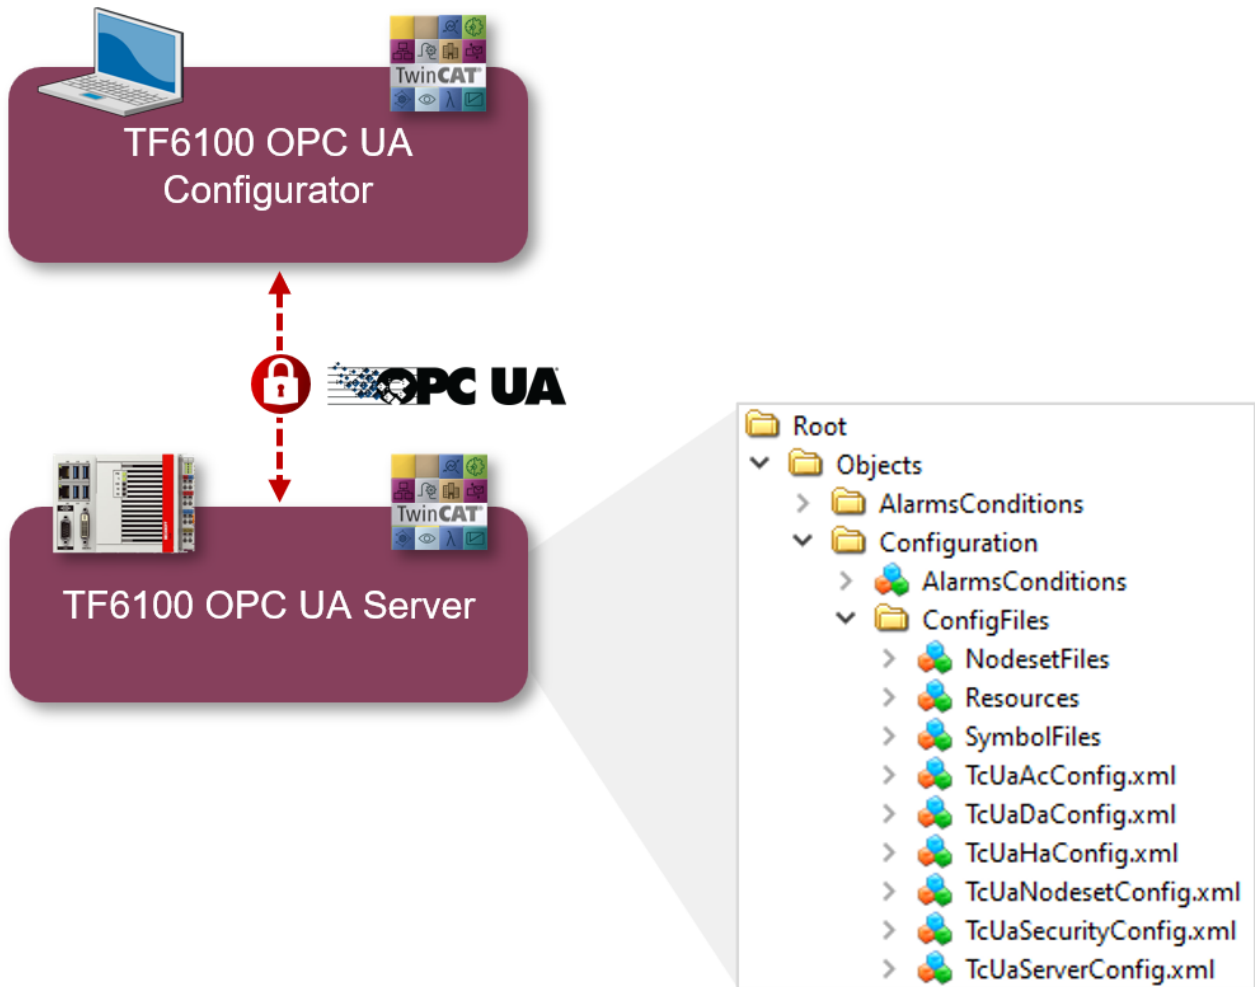 TwinCAT®
TF6100 OPC UA
Configurator
OPC UA
TwinCAT®
TF6100 OPC UA Server
Root
Objects
AlarmsConditions
Configuration
AlarmsConditions
ConfigFiles
NodesetFiles
Resources
SymbolFiles
TcUaAcConfig.xml
TcUaDaConfig.xml
TcUaHaConfig.xml
TcUaNodesetConfig.xml
TcUaSecurityConfig.xml
TcUaServerConfig.xml